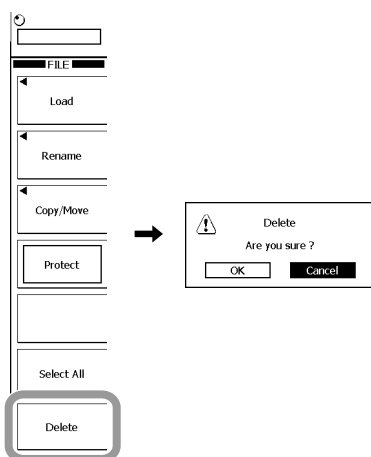 FILE
Load
Rename
Copy/Move
Protect
Select All
Delete
Delete
Are you sure ?
OK
Cancel